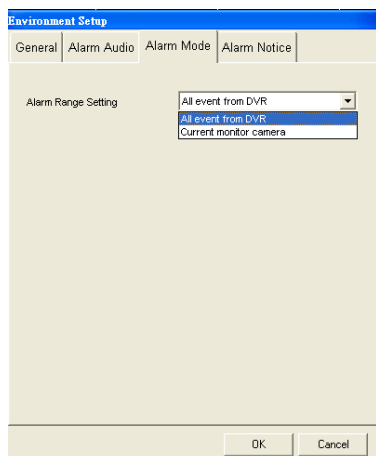 Environment Setup
General Alarm Audio Alarm Mode Alarm Notice
Alarm Range Setting All event from DVR
All event from DVR
Current monitor camera
OK Cancel